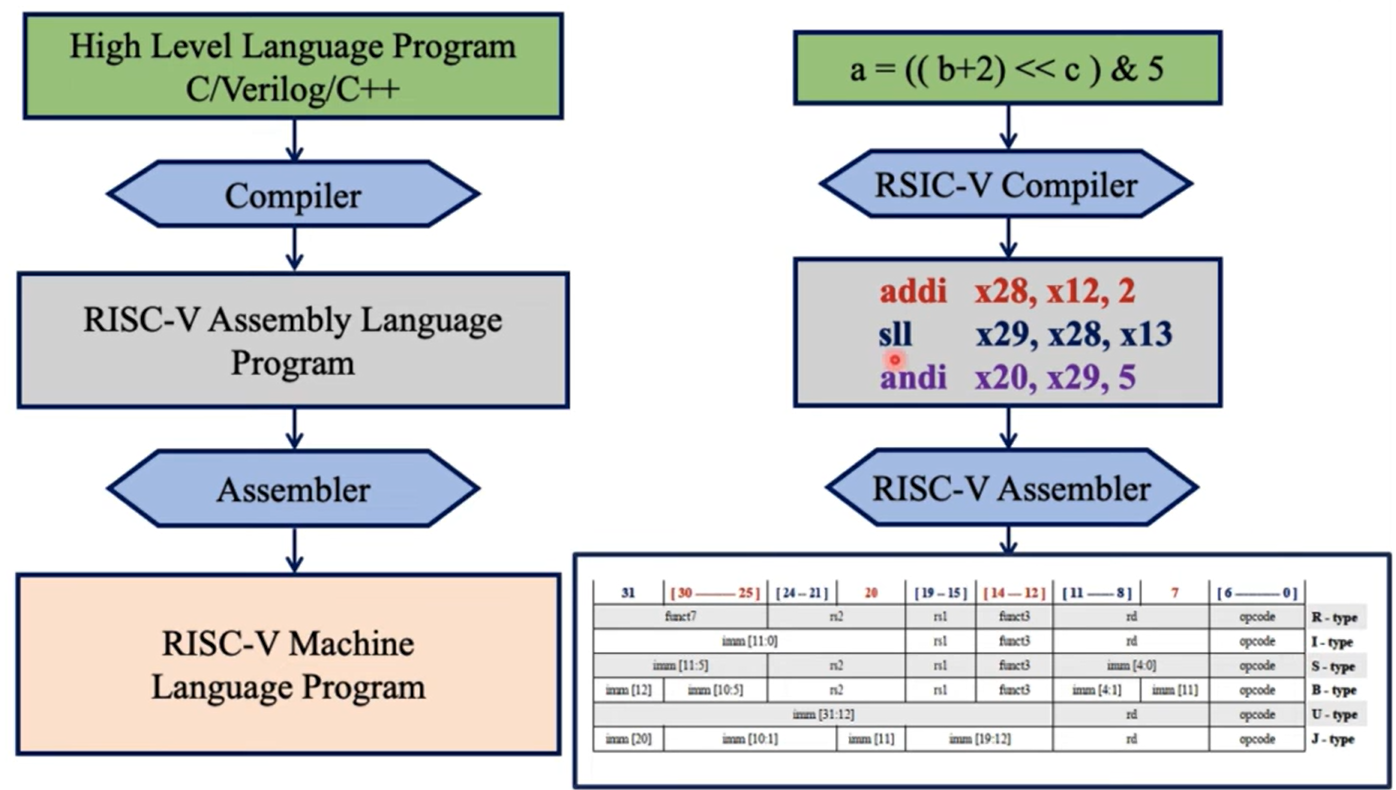 High Level Language Program
C/Verilog/C++
Compiler
RISC-V Assembly Language
Program
Assembler
RISC-V Machine
Language Program
a = (( b+2) << c ) & 5
RSIC-V Compiler
addi x28, x12, 2
sll x29, x28, x13
andi x20, x29, 5
RISC-V Assembler
31 [ 30 —— 25 ] [ 24 – 21 ] 20 [ 19 – 15 ] [ 14 — 12 ] [ 11 —— 8 ] 7 [ 6 —— 0 ]
funct7 rs2 rs1 funct3 rd opcode R - type
imm [11:0] rs1 funct3 rd opcode I - type
imm [11:5] rs2 rs1 funct3 imm [4:0] opcode S - type
imm [12] imm [10:5] rs2 rs1 funct3 imm [4:1] imm [11] opcode B - type
imm [31:12] rd opcode U - type
imm [20] imm [10:1] imm [11] imm [19:12] rd opcode J - type